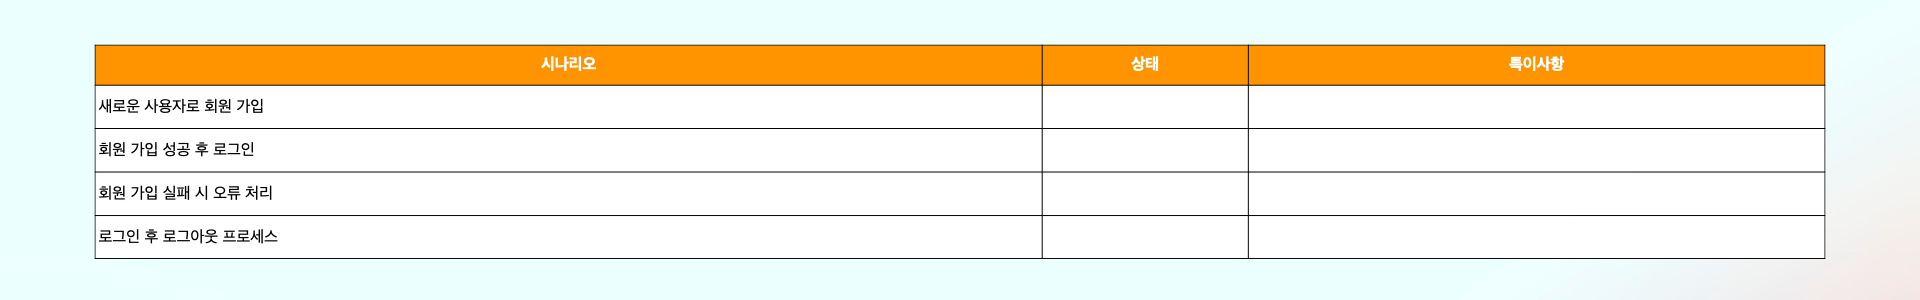 시나리오 상태 특이사항
새로운 사용자로 회원 가입
회원 가입 성공 후 로그인
회원 가입 실패 시 오류 처리
로그인 후 로그아웃 프로세스